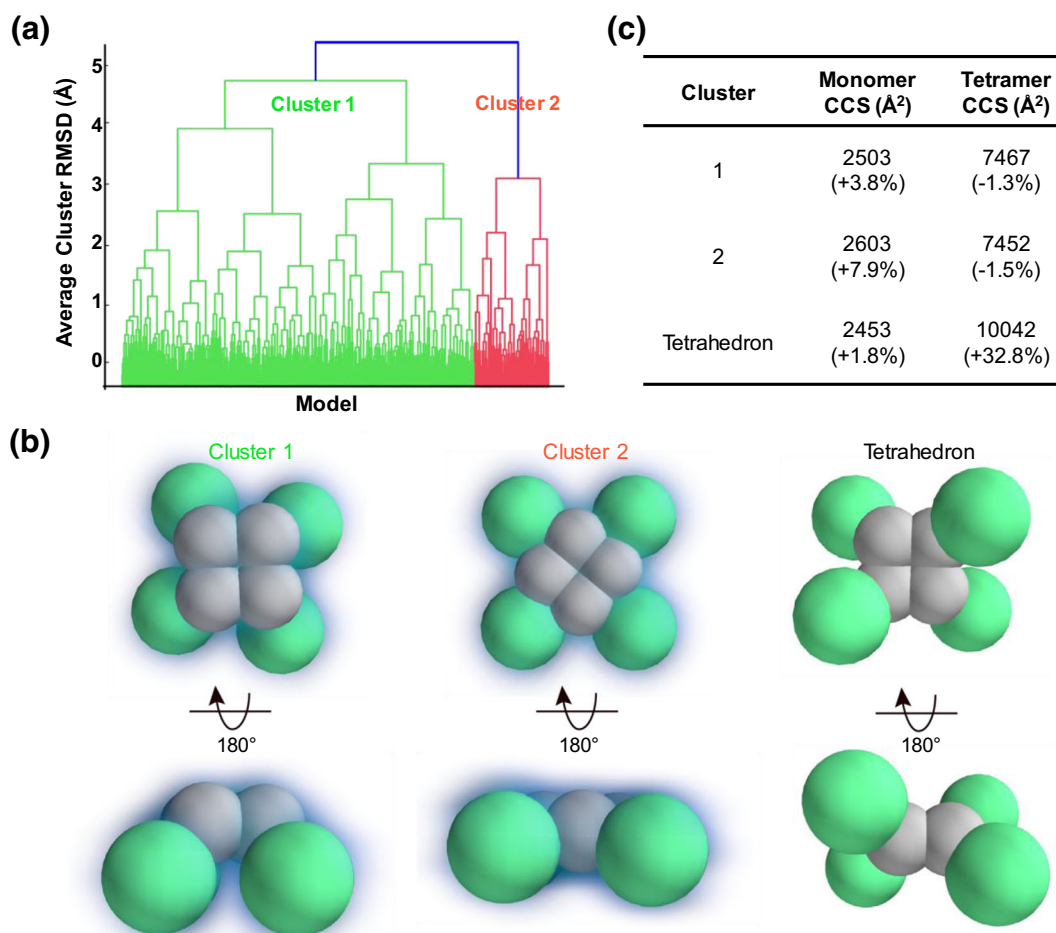 (a)
Average Cluster RMSD (Å)
5
4
3
2
1
0
Cluster 1
Cluster 2
Model
(c)
Cluster Monomer CCS (Å²) Tetramer CCS (Å²)
1 2503 (+3.8%) 7467 (-1.3%)
2 2603 (+7.9%) 7452 (-1.5%)
Tetrahedron 2453 (+1.8%) 10042 (+32.8%)
(b)
Cluster 1
Cluster 2
Tetrahedron
180°
180°
180°